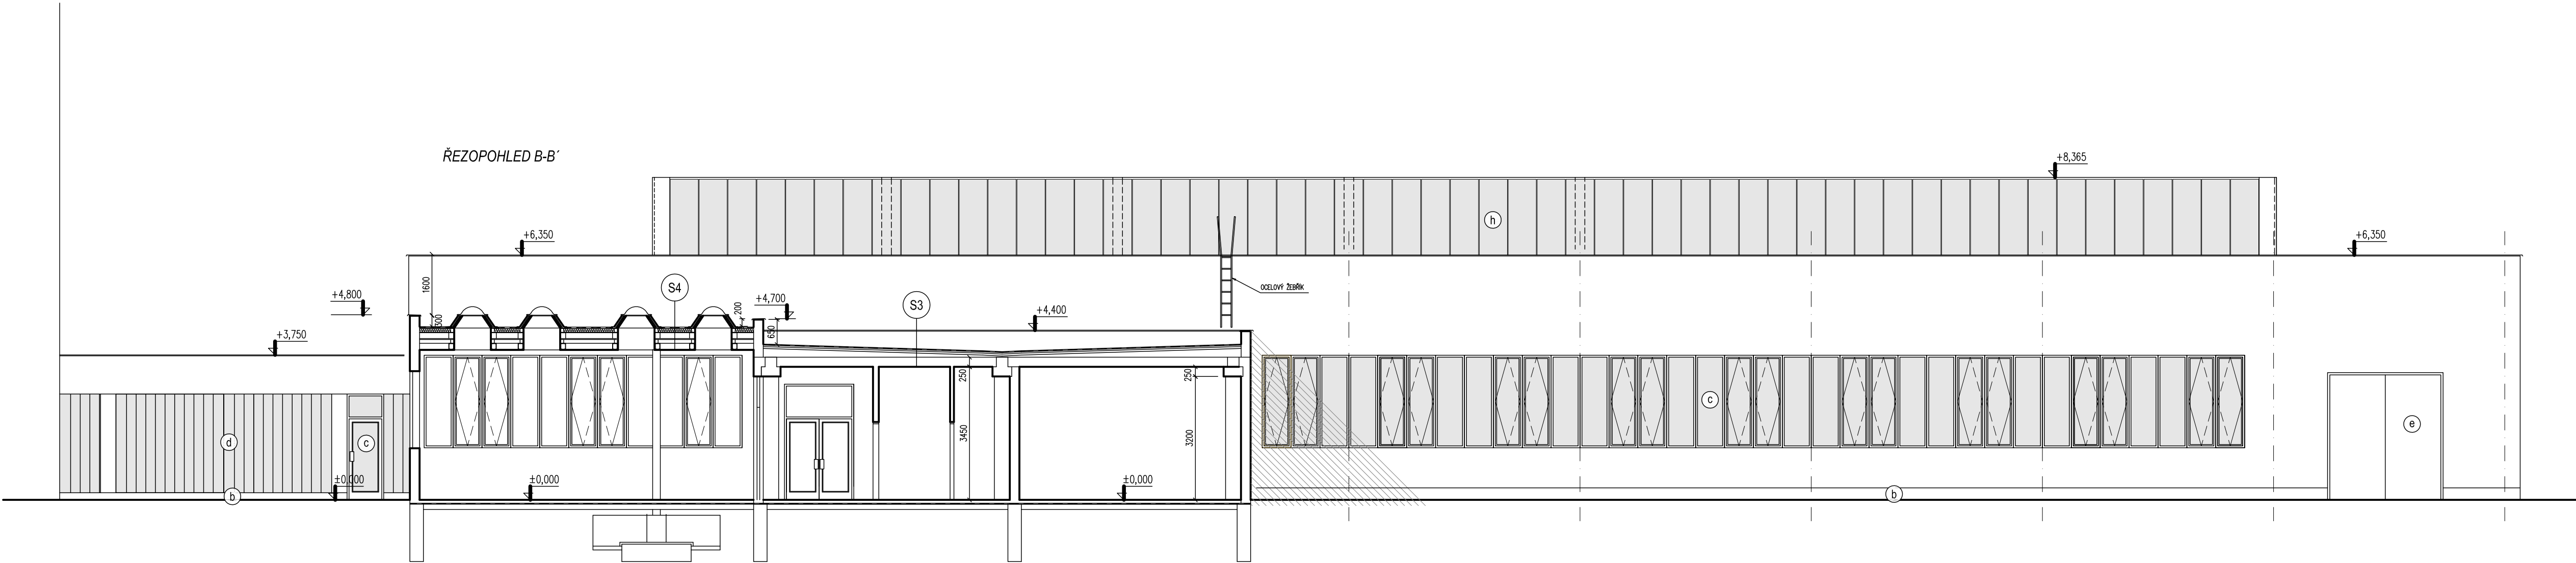 ŘEZOPOHLED B-B´
+8,365
h
+6,350
+6,350
1600
S4
OCELOVÝ ŽEBŘÍK
+4,800
300
200
+4,700
650
S3
+4,400
+3,750
250
250
c
d
c
e
3450
3200
±0,000
±0,000
±0,000
b
b